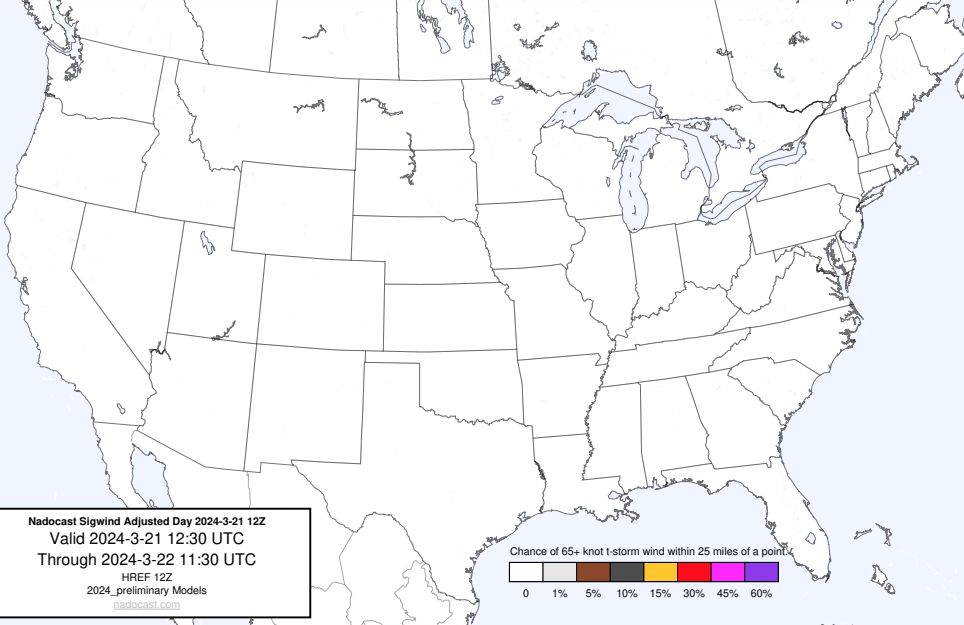 Nadocast Sigwind Adjusted Day 2024-3-21 12Z
Valid 2024-3-21 12:30 UTC
Through 2024-3-22 11:30 UTC
HREF 12Z
2024_preliminary Models
nadocast.com
Chance of 65+ knot t-storm wind within 25 miles of a point.
0 1% 5% 10% 15% 30% 45% 60%